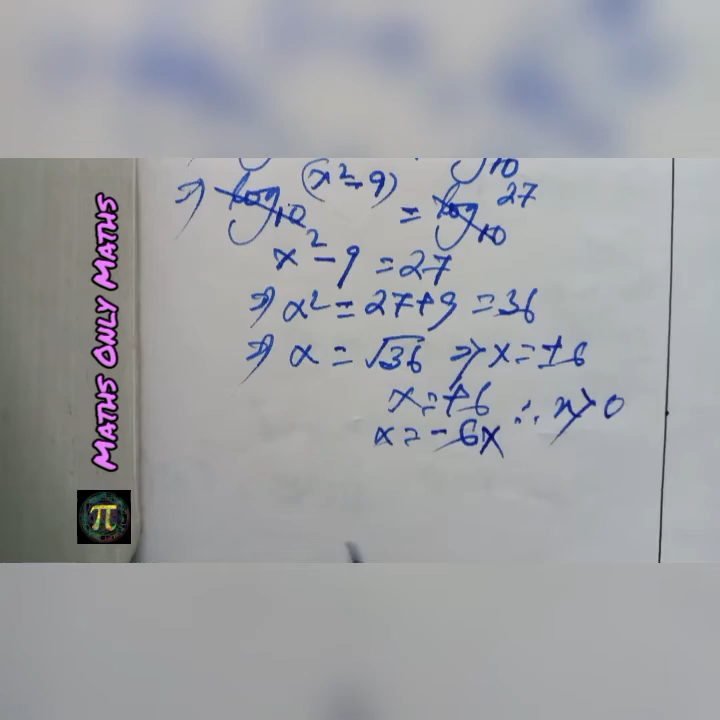 ⇒ log₁₀(x²-9) = log₁₀27
x²-9 = 27
⇒ x² = 27+9 = 36
⇒ x = √36 ⇒ x = ±6
x = +6 ∴ x > 0
x = -6 x
MATHS ONLY MATHS
π